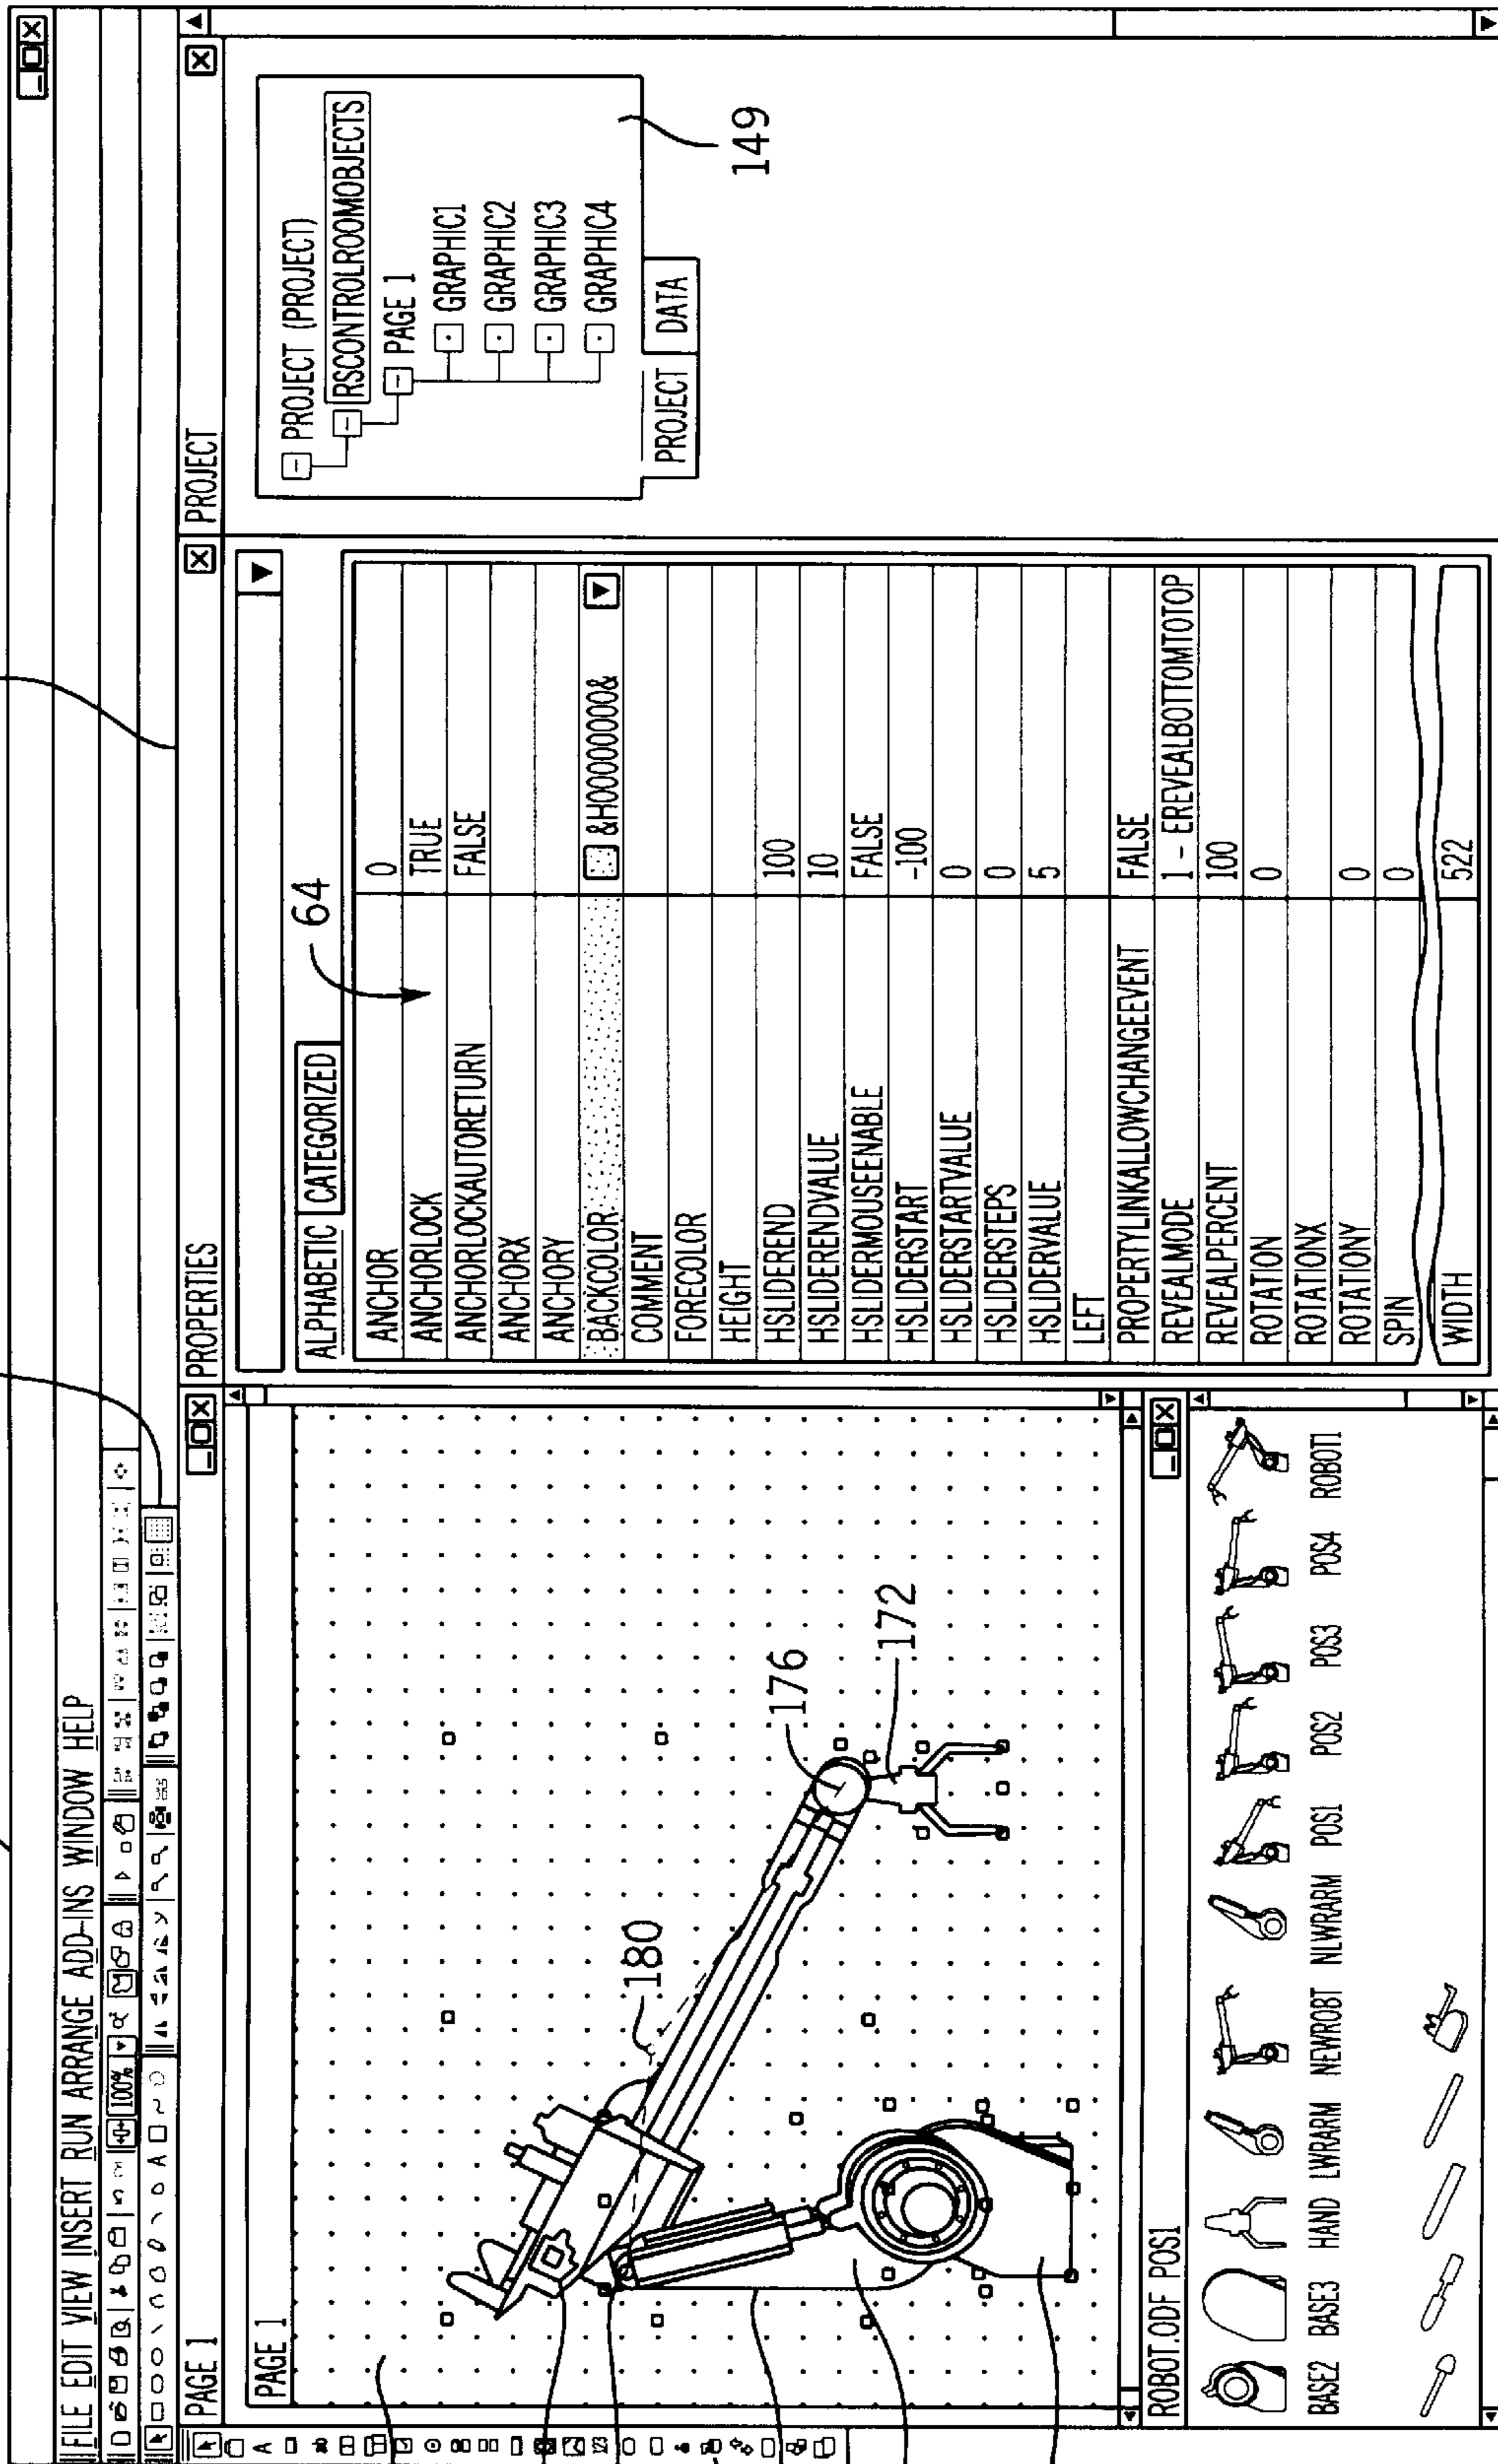 FILE EDIT VIEW INSERT RUN ARRANGE ADD-INS WINDOW HELP
100%
A
PAGE 1
PAGE 1
180
176
172
ROBOT.ODF POS1
BASE2 BASE3 HAND LWRARM NEWROBT NLWRARM POS1 POS2 POS3 POS4 ROBOT1
PROPERTIES
ALPHABETIC CATEGORIZED
64
ANCHOR 0
ANCHORLOCK TRUE
ANCHORLOCKAUTORETURN FALSE
ANCHORX
ANCHORY
BACKCOLOR &H00000000&
COMMENT
FORECOLOR
HEIGHT
HSLIDEREND 100
HSLIDERENDVALUE 10
HSLIDERMOUSEENABLE FALSE
HSLIDERSTART -100
HSLIDERSTARTVALUE 0
HSLIDERSTEPS 0
HSLIDERVALUE 5
LEFT
PROPERTYLINKALLOWCHANGEEVENT FALSE
REVEALMODE 1 - EREVEALBOTTOMTOTOP
REVEALPERCENT 100
ROTATION 0
ROTATIONX
ROTATIONY 0
SPIN 0
WIDTH 522
PROJECT
PROJECT (PROJECT)
RSCONTROLROOMOBJECTS
PAGE 1
GRAPHIC1
GRAPHIC2
GRAPHIC3
GRAPHIC4
PROJECT DATA
149